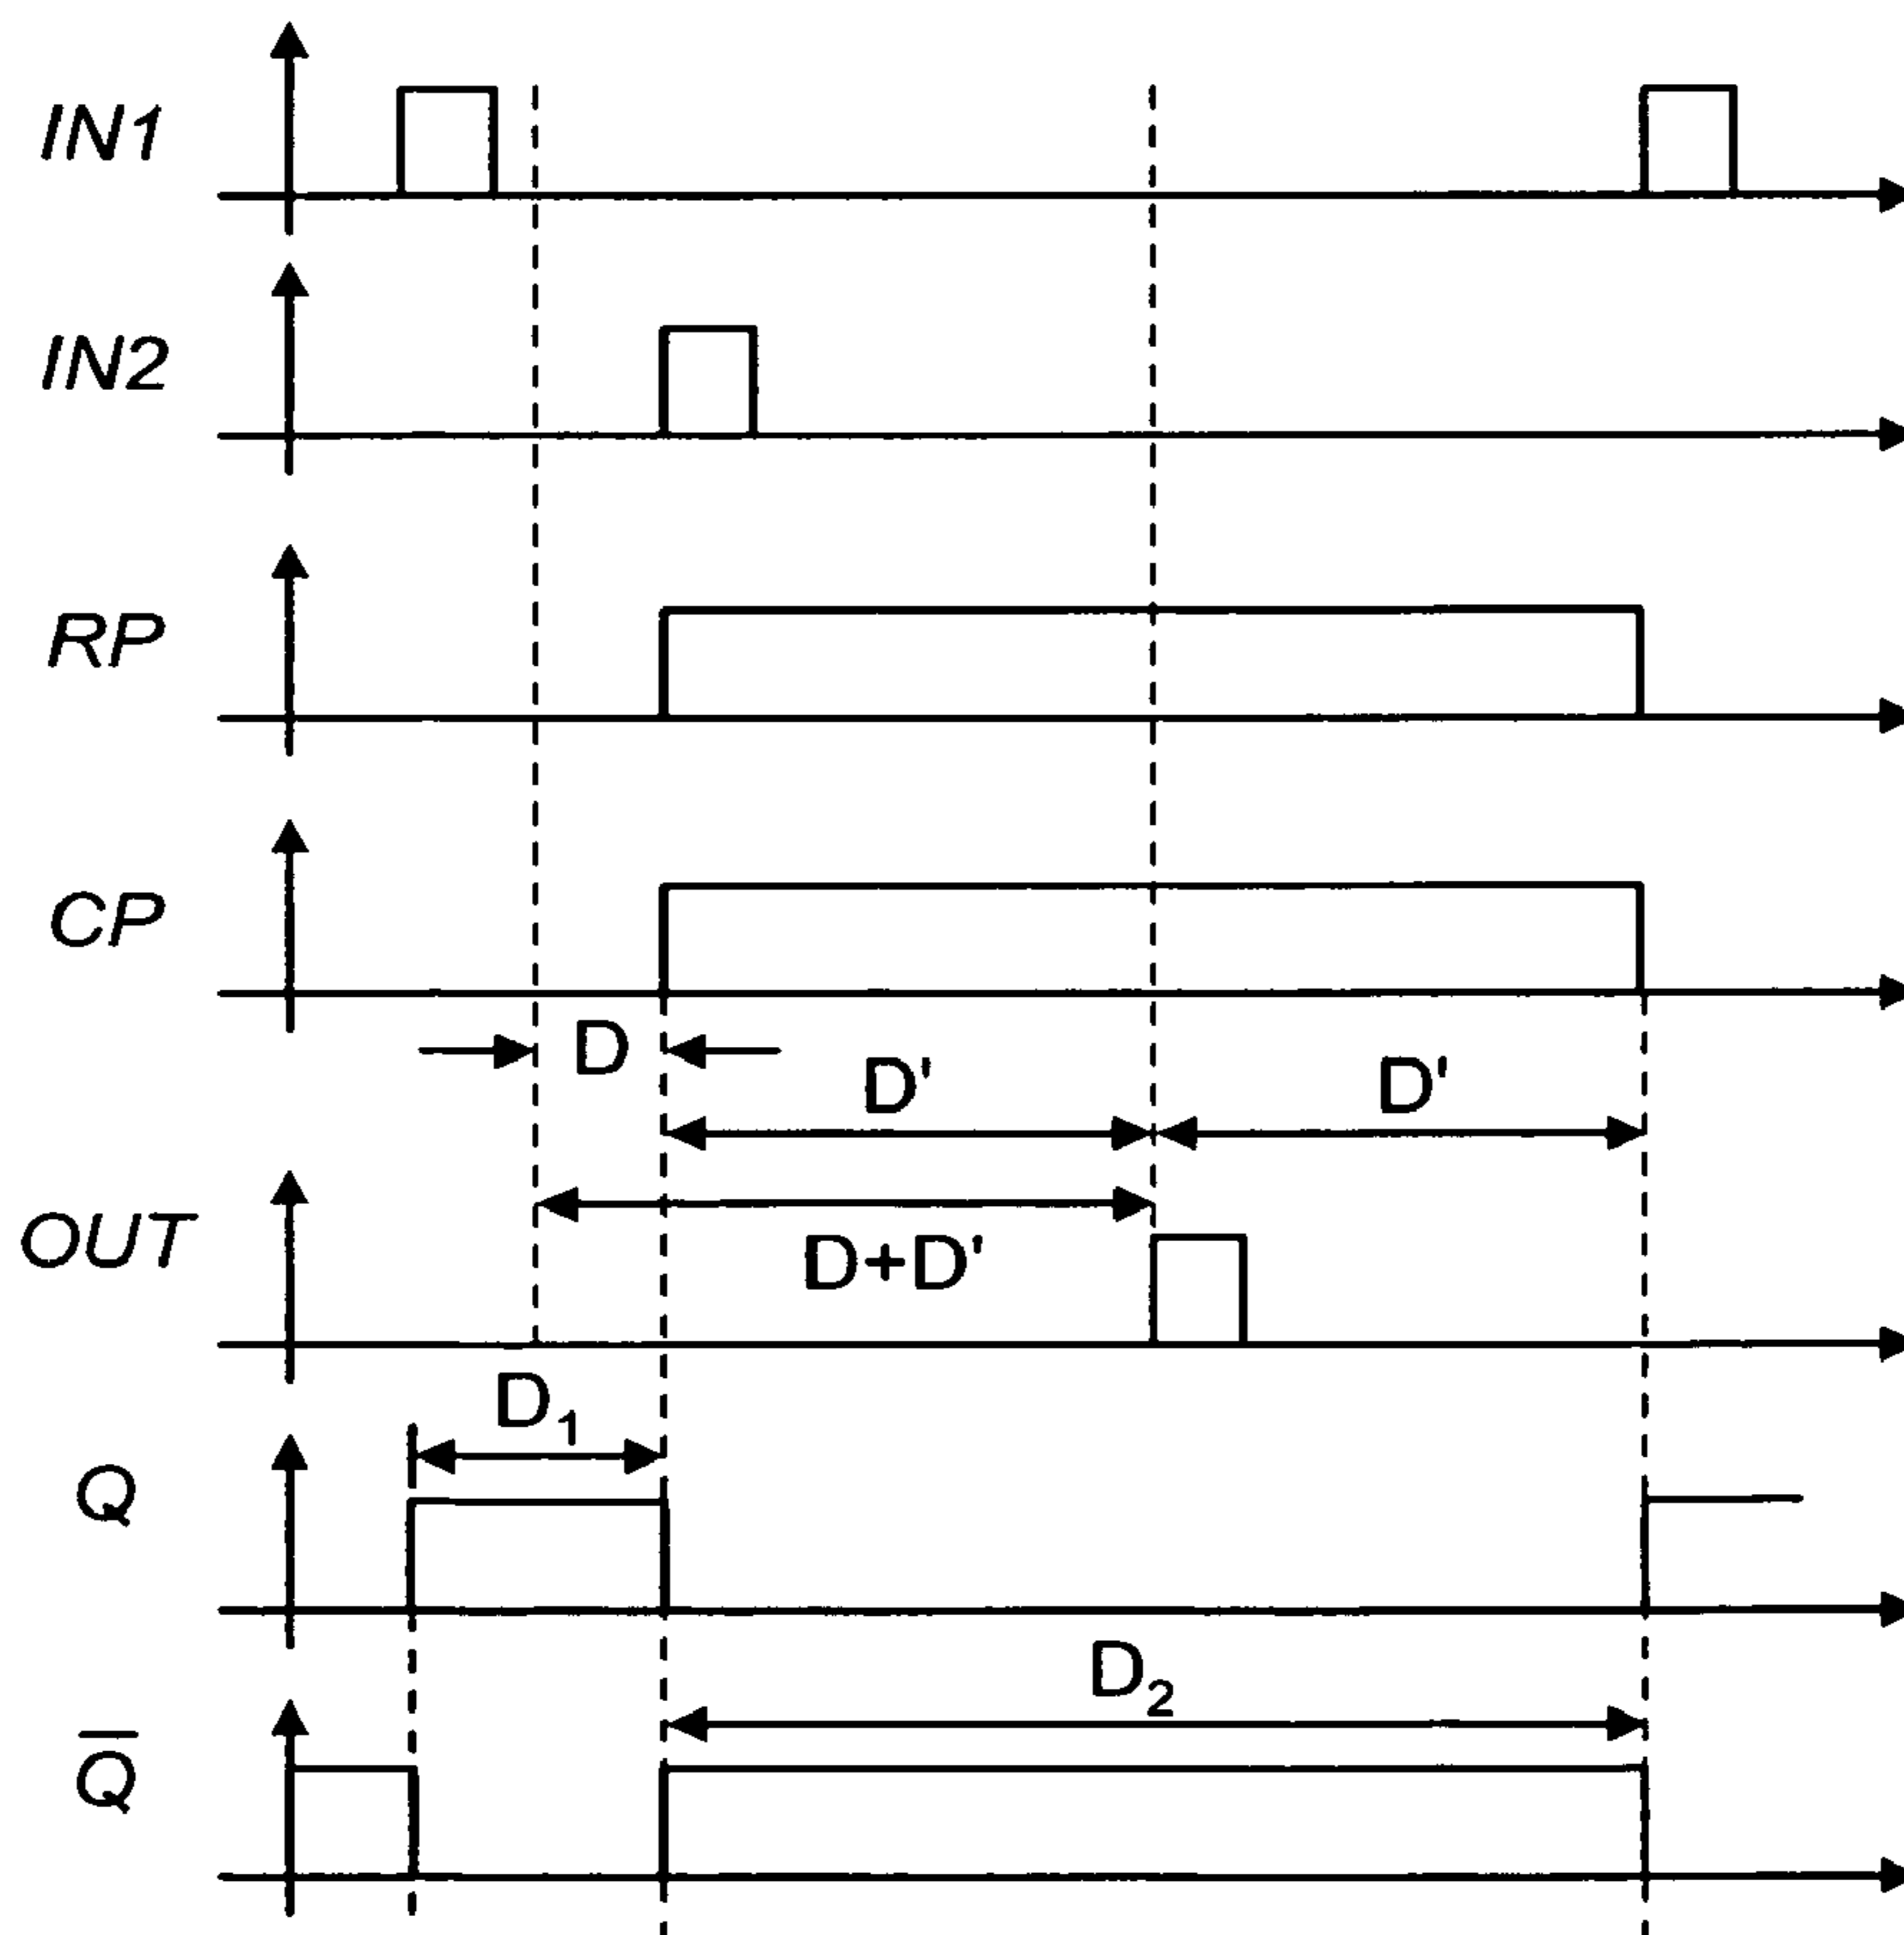 IN1
IN2
RP
CP
D
D'
D'
OUT
D+D'
D₁
Q
D₂
Q̅